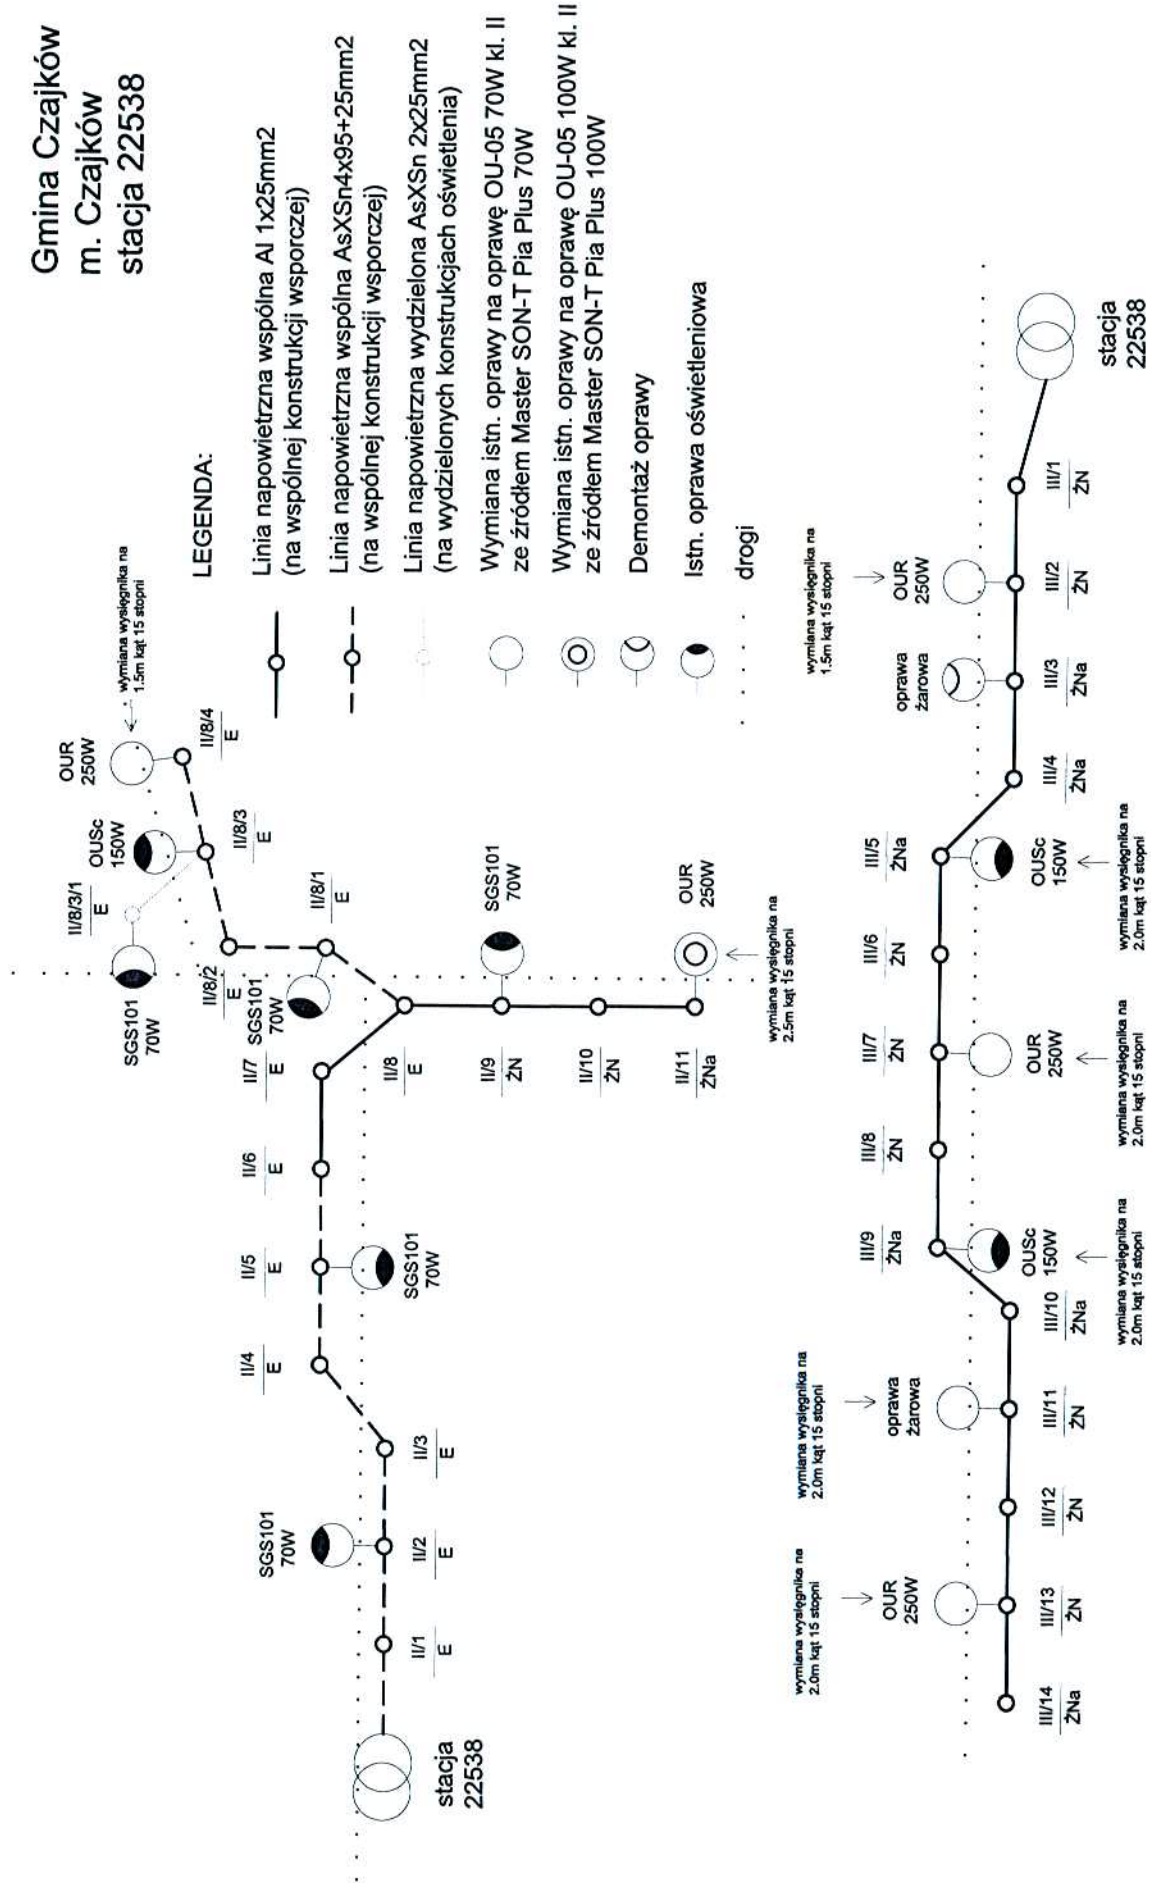 Gmina Czajków
m. Czajków
stacja 22538
LEGENDA:
Linia napowietrzna wspólna Al 1x25mm2
(na wspólnej konstrukcji wsporczej)
Linia napowietrzna wspólna AsXSn4x95+25mm2
(na wspólnej konstrukcji wsporczej)
Linia napowietrzna wydzielona AsXSn 2x25mm2
(na wydzielonych konstrukcjach oświetlenia)
Wymiana istn. oprawy na oprawę OU-05 70W kl. II
ze źródłem Master SON-T Pia Plus 70W
Wymiana istn. oprawy na oprawę OU-05 100W kl. II
ze źródłem Master SON-T Pia Plus 100W
Demontaż oprawy
Istn. oprawa oświetleniowa
drogi
stacja
22538
II/1
E
II/2
E
SGS101
70W
II/3
E
II/4
E
II/5
E
SGS101
70W
II/6
E
II/7
E
II/8
E
II/8/1
E
SGS101
70W
II/8/2
E
II/8/3
E
OUSc
150W
II/8/3/1
E
SGS101
70W
II/8/4
E
OUR
250W
wymiana wysięgnika na
1.5m kąt 15 stopni
II/9
ŻN
SGS101
70W
II/10
ŻN
II/11
ŻNa
OUR
250W
wymiana wysięgnika na
2.5m kąt 15 stopni
III/14
ŻNa
III/13
ŻN
OUR
250W
wymiana wysięgnika na
2.0m kąt 15 stopni
III/12
ŻN
III/11
ŻN
oprawa
żarowa
wymiana wysięgnika na
2.0m kąt 15 stopni
III/10
ŻNa
III/9
ŻNa
OUSc
150W
wymiana wysięgnika na
2.0m kąt 15 stopni
III/8
ŻN
III/7
ŻN
OUR
250W
wymiana wysięgnika na
2.0m kąt 15 stopni
III/6
ŻN
III/5
ŻNa
OUSc
150W
wymiana wysięgnika na
2.0m kąt 15 stopni
III/4
ŻNa
III/3
ŻNa
oprawa
żarowa
III/2
ŻN
OUR
250W
wymiana wysięgnika na
1.5m kąt 15 stopni
III/1
ŻN
stacja
22538